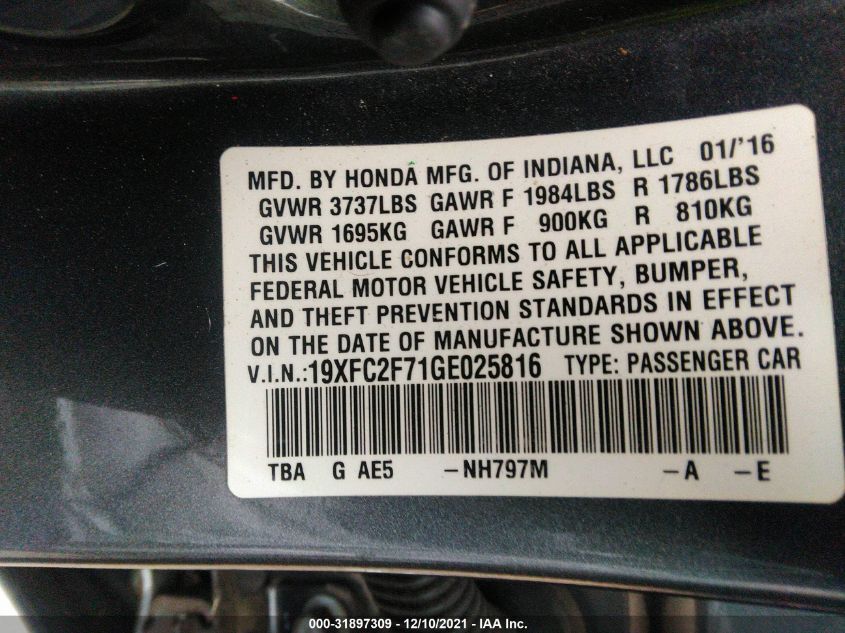 MFD. BY HONDA MFG. OF INDIANA, LLC 01/'16
GVWR 3737LBS GAWR F 1984LBS R 1786LBS
GVWR 1695KG GAWR F 900KG R 810KG
THIS VEHICLE CONFORMS TO ALL APPLICABLE
FEDERAL MOTOR VEHICLE SAFETY, BUMPER,
AND THEFT PREVENTION STANDARDS IN EFFECT
ON THE DATE OF MANUFACTURE SHOWN ABOVE.
V.I.N.:19XFC2F71GE025816 TYPE: PASSENGER CAR
TBA G AE5 -NH797M -A -E
000-31897309 - 12/10/2021 - IAA Inc.